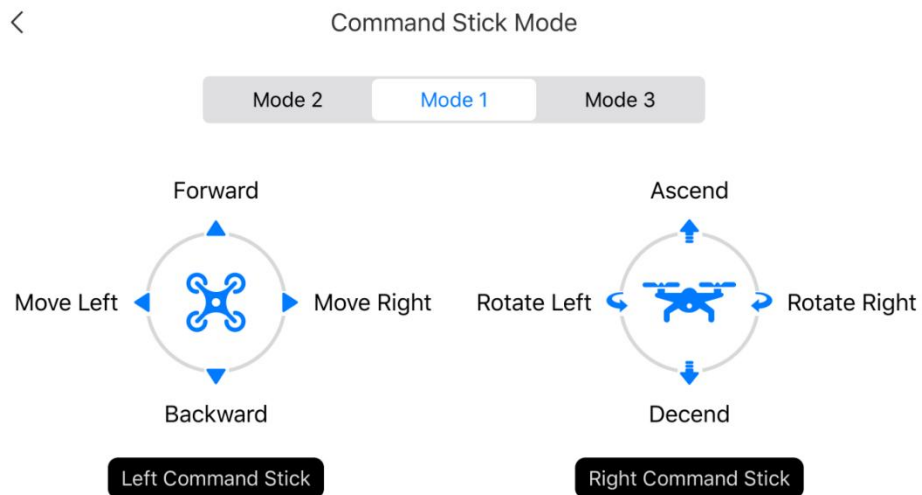 Command Stick Mode
Mode 2
Mode 1
Mode 3
Forward
Move Left
Move Right
Backward
Left Command Stick
Ascend
Rotate Left
Rotate Right
Decend
Right Command Stick